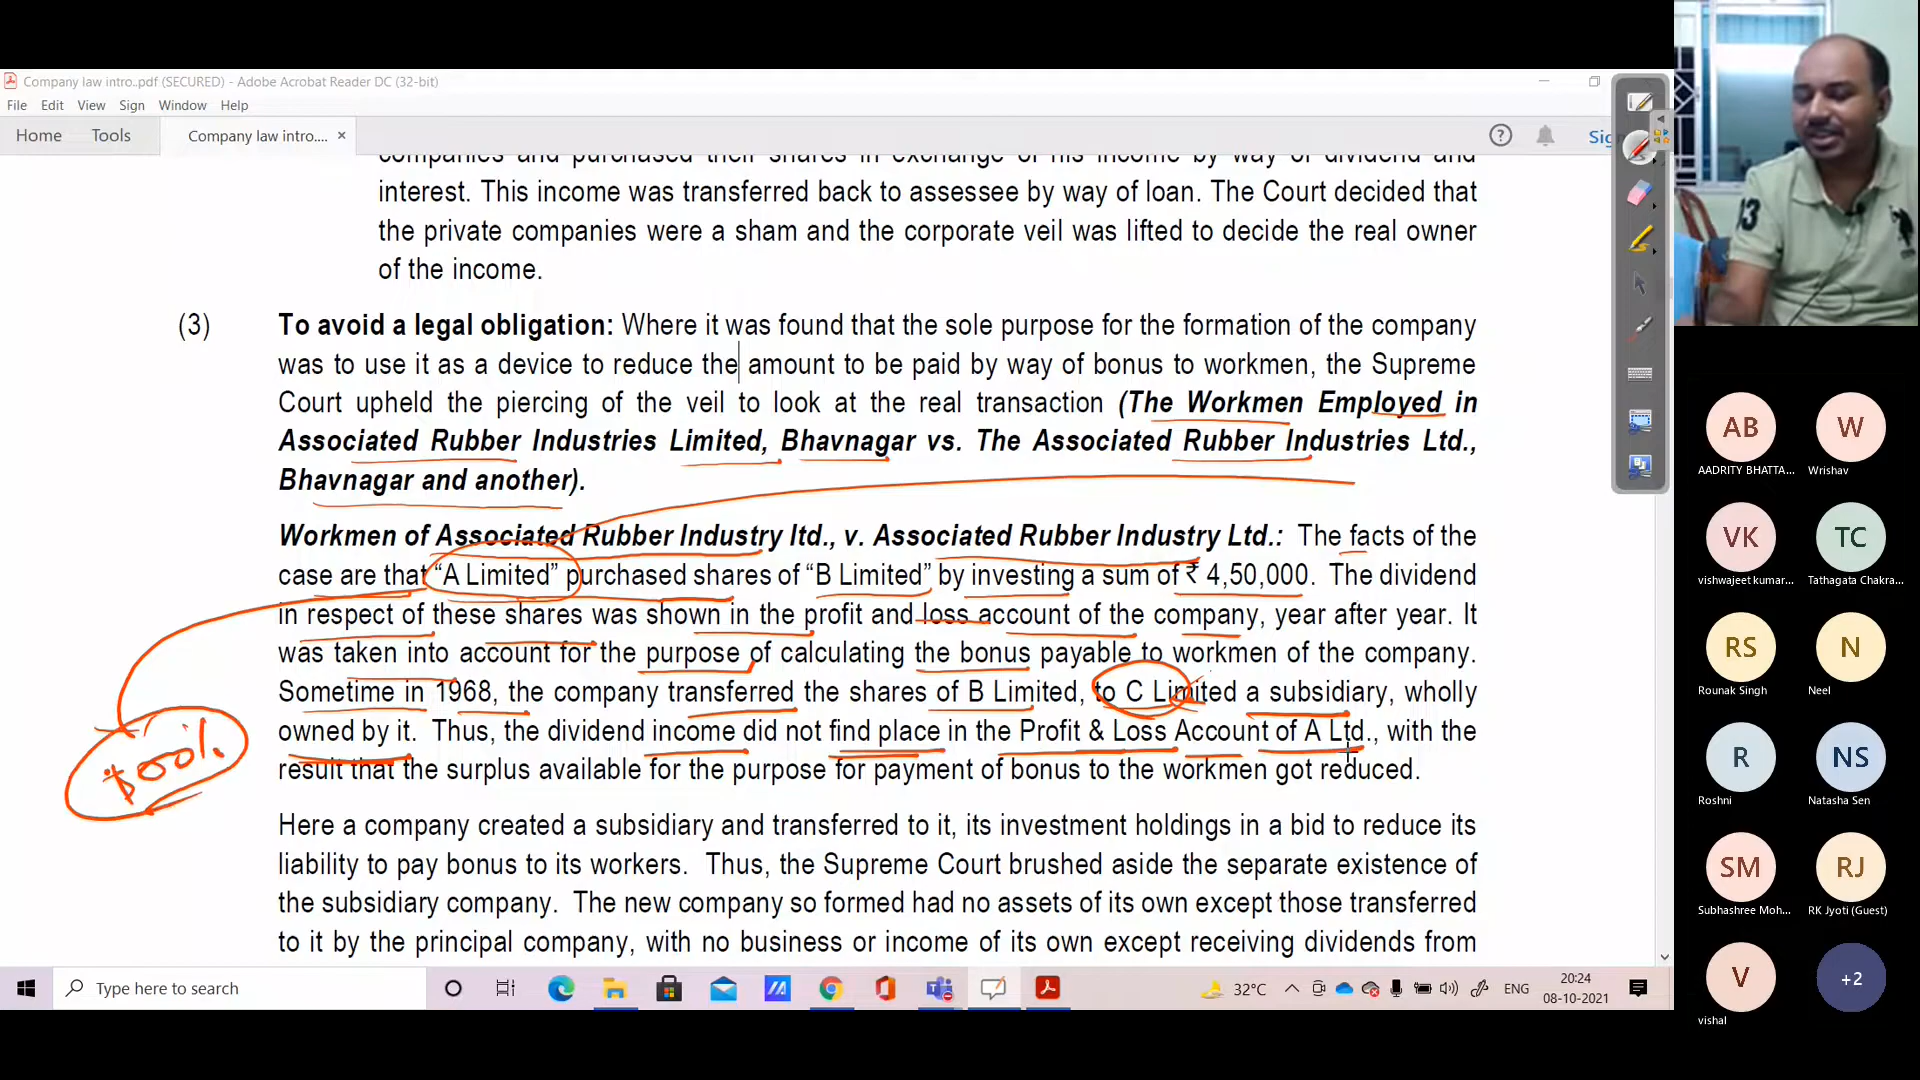 Company law intro..pdf (SECURED) - Adobe Acrobat Reader DC (32-bit)
File Edit View Sign Window Help
Home Tools Company law intro....
interest. This income was transferred back to assessee by way of loan. The Court decided that
the private companies were a sham and the corporate veil was lifted to decide the real owner
of the income.
(3) To avoid a legal obligation: Where it was found that the sole purpose for the formation of the company
was to use it as a device to reduce the amount to be paid by way of bonus to workmen, the Supreme
Court upheld the piercing of the veil to look at the real transaction (The Workmen Employed in
Associated Rubber Industries Limited, Bhavnagar vs. The Associated Rubber Industries Ltd.,
Bhavnagar and another).
Workmen of Associated Rubber Industry ltd., v. Associated Rubber Industry Ltd.: The facts of the
case are that “A Limited” purchased shares of “B Limited” by investing a sum of ₹ 4,50,000. The dividend
in respect of these shares was shown in the profit and loss account of the company, year after year. It
was taken into account for the purpose of calculating the bonus payable to workmen of the company.
Sometime in 1968, the company transferred the shares of B Limited, to C Limited a subsidiary, wholly
owned by it. Thus, the dividend income did not find place in the Profit & Loss Account of A Ltd., with the
result that the surplus available for the purpose for payment of bonus to the workmen got reduced.
Here a company created a subsidiary and transferred to it, its investment holdings in a bid to reduce its
liability to pay bonus to its workers. Thus, the Supreme Court brushed aside the separate existence of
the subsidiary company. The new company so formed had no assets of its own except those transferred
to it by the principal company, with no business or income of its own except receiving dividends from
AB W
AADRITY BHATTA... Wrishav
VK TC
vishwajeet kumar... Tathagata Chakra...
RS N
Rounak Singh Neel
R NS
Roshni Natasha Sen
SM RJ
Subhashree Moh... RK Jyoti (Guest)
V +2
vishal
Type here to search
32°C ENG 20:24
08-10-2021